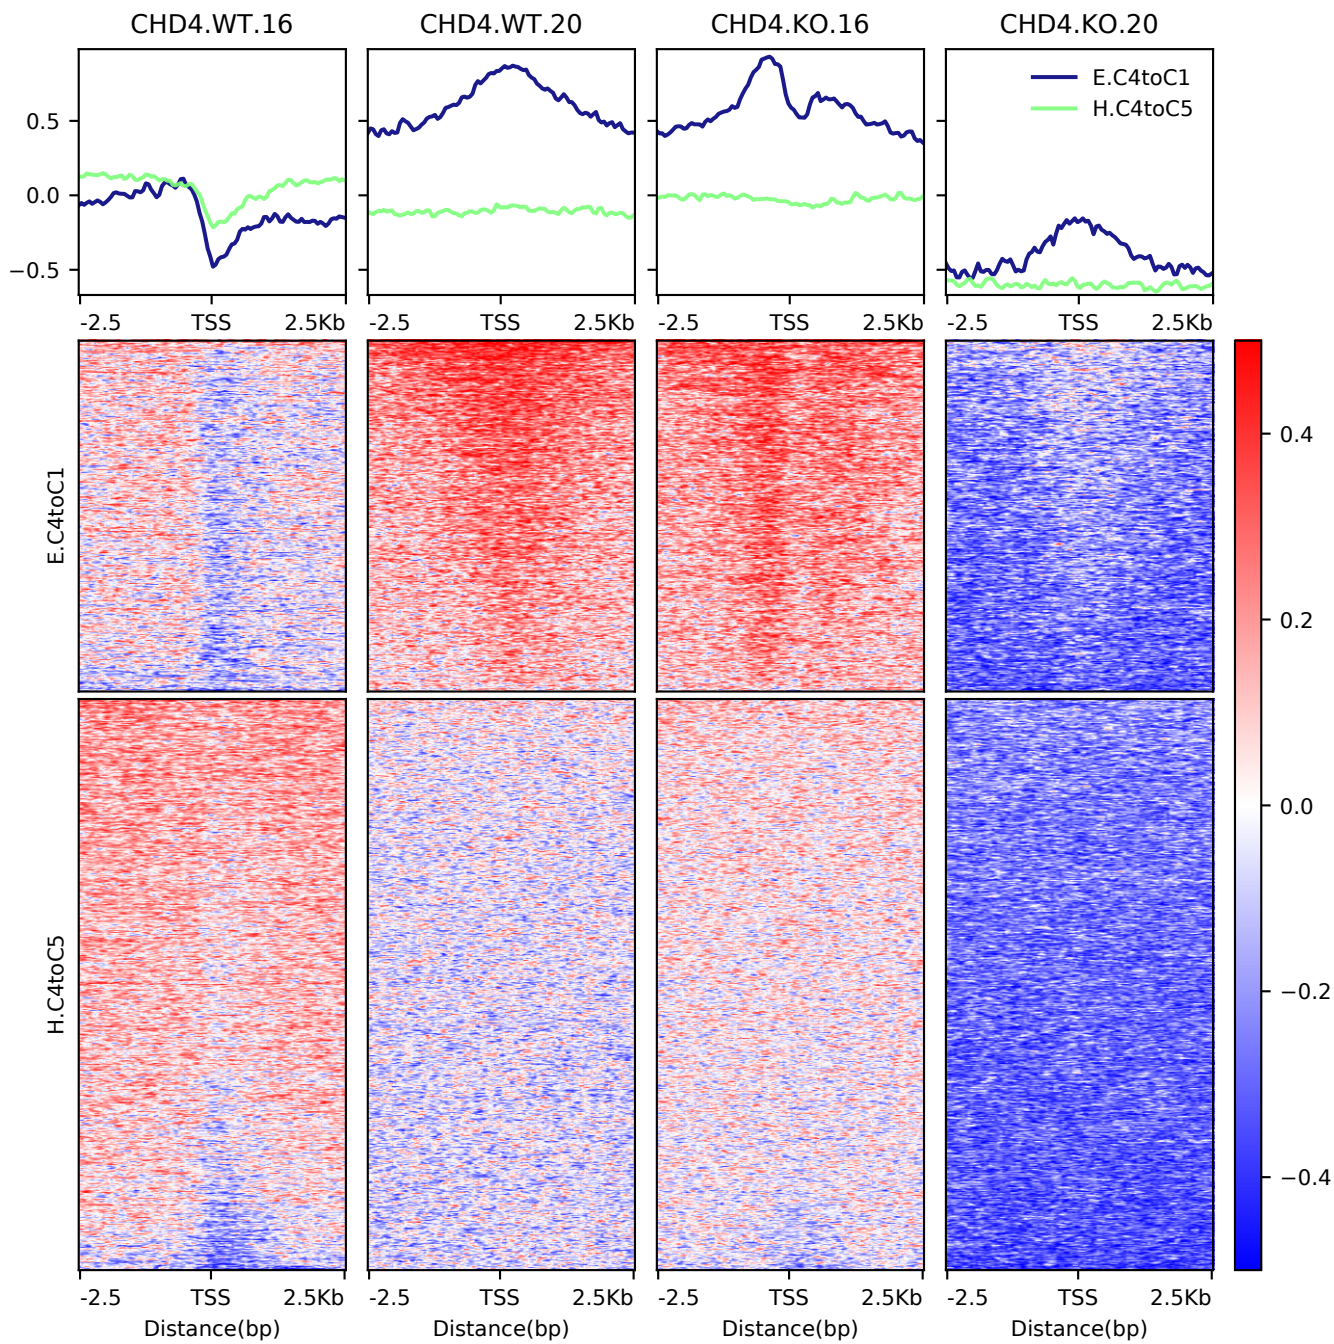 CHD4.WT.16 CHD4.WT.20 CHD4.KO.16 CHD4.KO.20
E.C4toC1
H.C4toC5
0.5
0.0
−0.5
-2.5 TSS 2.5Kb -2.5 TSS 2.5Kb -2.5 TSS 2.5Kb -2.5 TSS 2.5Kb
E.C4toC1
H.C4toC5
0.4
0.2
0.0
−0.2
−0.4
-2.5 TSS 2.5Kb -2.5 TSS 2.5Kb -2.5 TSS 2.5Kb -2.5 TSS 2.5Kb
Distance(bp) Distance(bp) Distance(bp) Distance(bp)